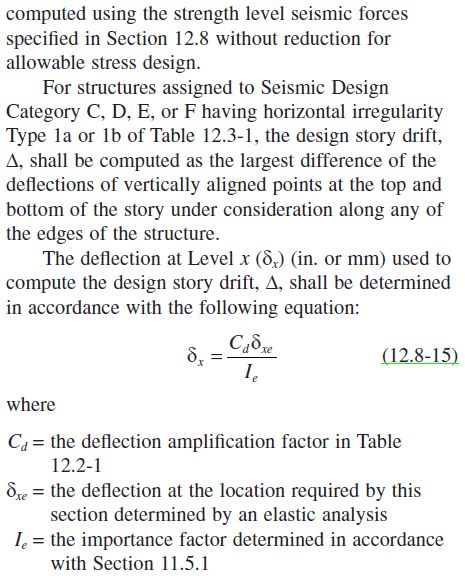 computed using the strength level seismic forces
specified in Section 12.8 without reduction for
allowable stress design.
For structures assigned to Seismic Design
Category C, D, E, or F having horizontal irregularity
Type 1a or 1b of Table 12.3-1, the design story drift,
Δ, shall be computed as the largest difference of the
deflections of vertically aligned points at the top and
bottom of the story under consideration along any of
the edges of the structure.
The deflection at Level x (δx) (in. or mm) used to
compute the design story drift, Δ, shall be determined
in accordance with the following equation:
δx = Cdδxe / Ie (12.8-15)
where
Cd = the deflection amplification factor in Table
12.2-1
δxe = the deflection at the location required by this
section determined by an elastic analysis
Ie = the importance factor determined in accordance
with Section 11.5.1